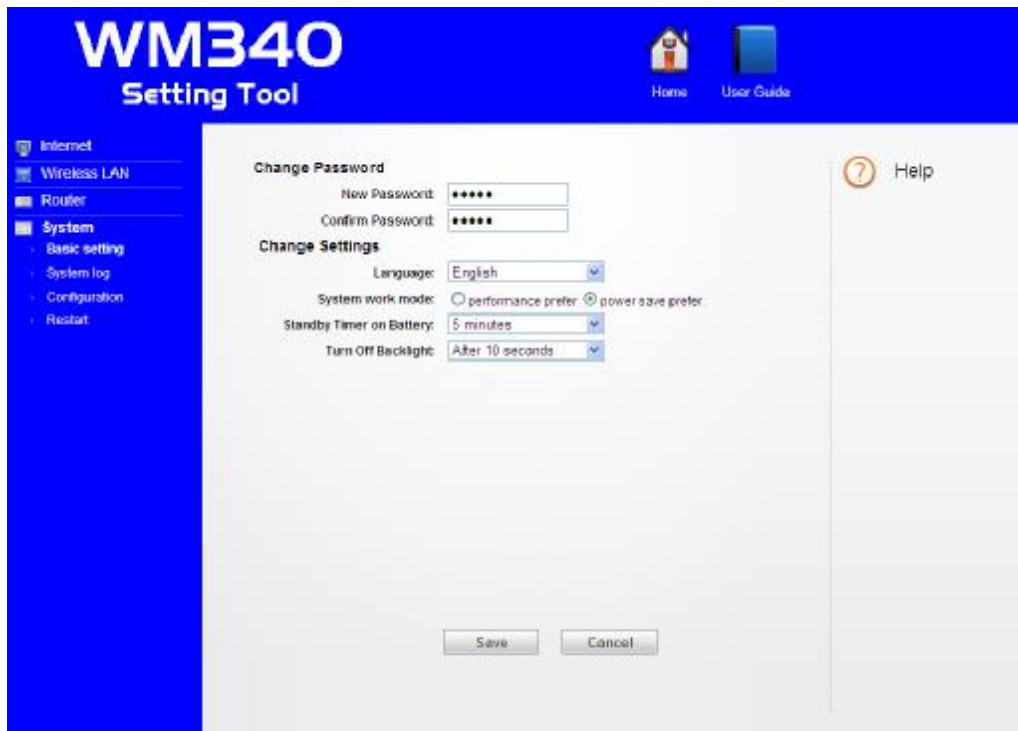 WM340
Setting Tool
Home
User Guide
Internet
Wireless LAN
Router
System
Basic setting
System log
Configuration
Restart
Change Password
New Password: •••••
Confirm Password: •••••
Change Settings
Language: English
System work mode: performance prefer power save prefer
Standby Timer on Battery: 5 minutes
Turn Off Backlight: After 10 seconds
Save
Cancel
? Help